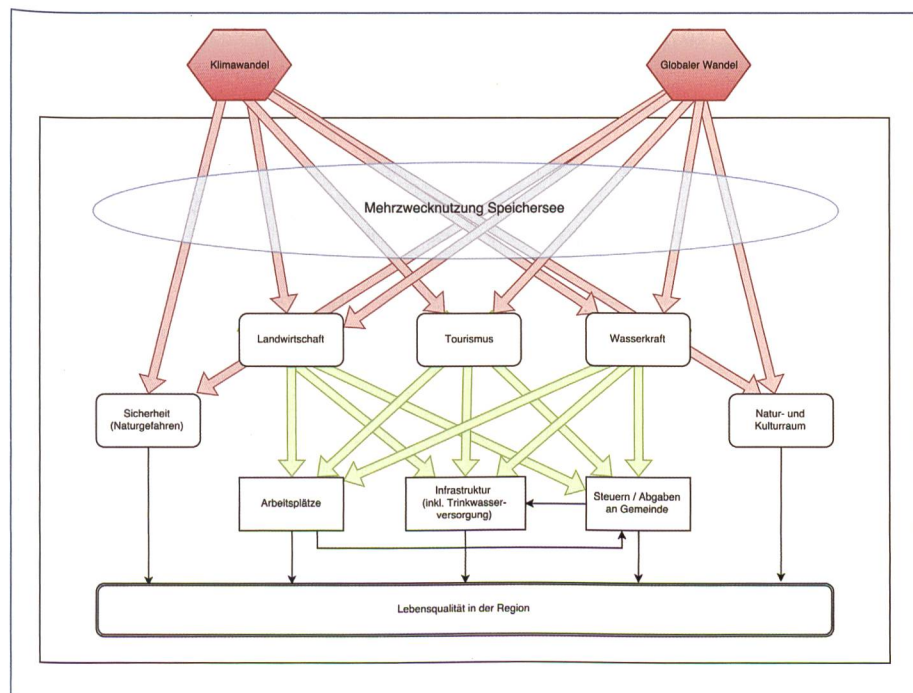 Klimawandel
Globaler Wandel
Mehrzwecknutzung Speichersee
Landwirtschaft
Tourismus
Wasserkraft
Sicherheit
(Naturgefahren)
Natur- und
Kulturraum
Arbeitsplätze
Infrastruktur
(inkl. Trinkwasser-
versorgung)
Steuern / Abgaben
an Gemeinde
Lebensqualität in der Region